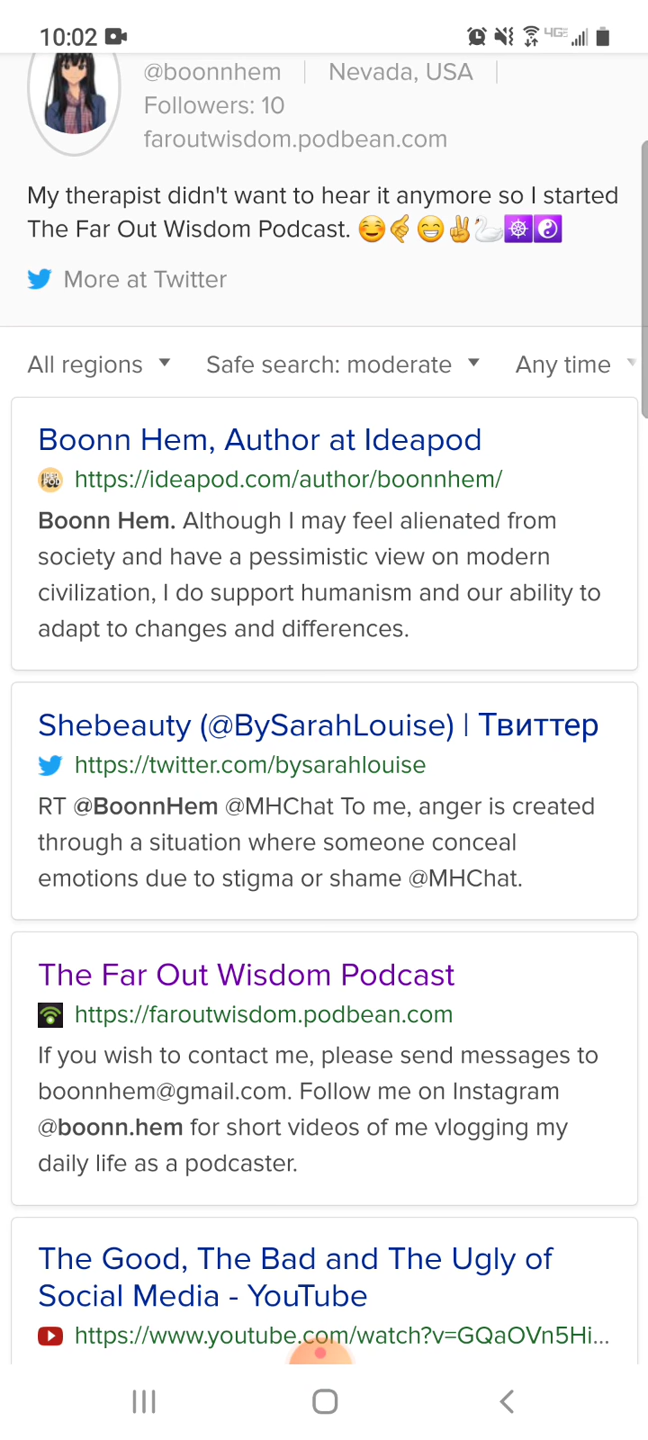 10:02
4GE
@boonnhem | Nevada, USA |
Followers: 10
faroutwisdom.podbean.com
My therapist didn't want to hear it anymore so I started
The Far Out Wisdom Podcast. ☺️🤙😁✌️🦢☸️☯️
More at Twitter
All regions ▼ Safe search: moderate ▼ Any time ▼
Boonn Hem, Author at Ideapod
https://ideapod.com/author/boonnhem/
Boonn Hem. Although I may feel alienated from
society and have a pessimistic view on modern
civilization, I do support humanism and our ability to
adapt to changes and differences.
Shebeauty (@BySarahLouise) | Твиттер
https://twitter.com/bysarahlouise
RT @BoonnHem @MHChat To me, anger is created
through a situation where someone conceal
emotions due to stigma or shame @MHChat.
The Far Out Wisdom Podcast
https://faroutwisdom.podbean.com
If you wish to contact me, please send messages to
boonnhem@gmail.com. Follow me on Instagram
@boonn.hem for short videos of me vlogging my
daily life as a podcaster.
The Good, The Bad and The Ugly of
Social Media - YouTube
https://www.youtube.com/watch?v=GQaOVn5Hi...